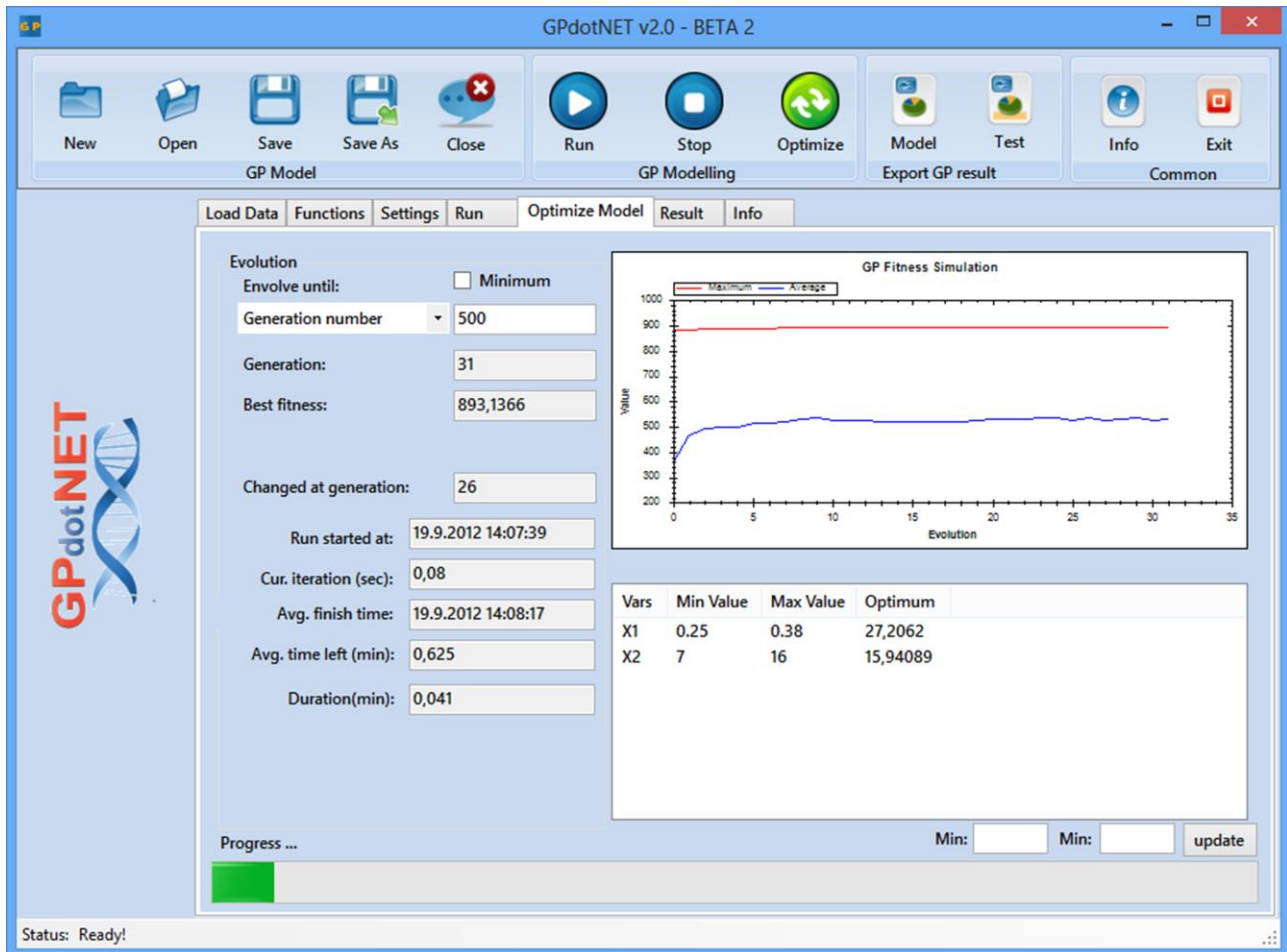 GP
GPdotNET v2.0 - BETA 2
New Open Save Save As Close Run Stop Optimize Model Test Info Exit
GP Model GP Modelling Export GP result Common
Load Data Functions Settings Run Optimize Model Result Info
Evolution
Envolve until: Minimum
Generation number 500
Generation: 31
Best fitness: 893,1366
Changed at generation: 26
Run started at: 19.9.2012 14:07:39
Cur. iteration (sec): 0,08
Avg. finish time: 19.9.2012 14:08:17
Avg. time left (min): 0,625
Duration(min): 0,041
GP Fitness Simulation
Maximum Average
1000
900
800
700
600
500
400
300
200
Value
0 5 10 15 20 25 30 35
Evolution
Vars Min Value Max Value Optimum
X1 0.25 0.38 27,2062
X2 7 16 15,94089
Min: Min: update
Progress ...
GPdotNET
Status: Ready!